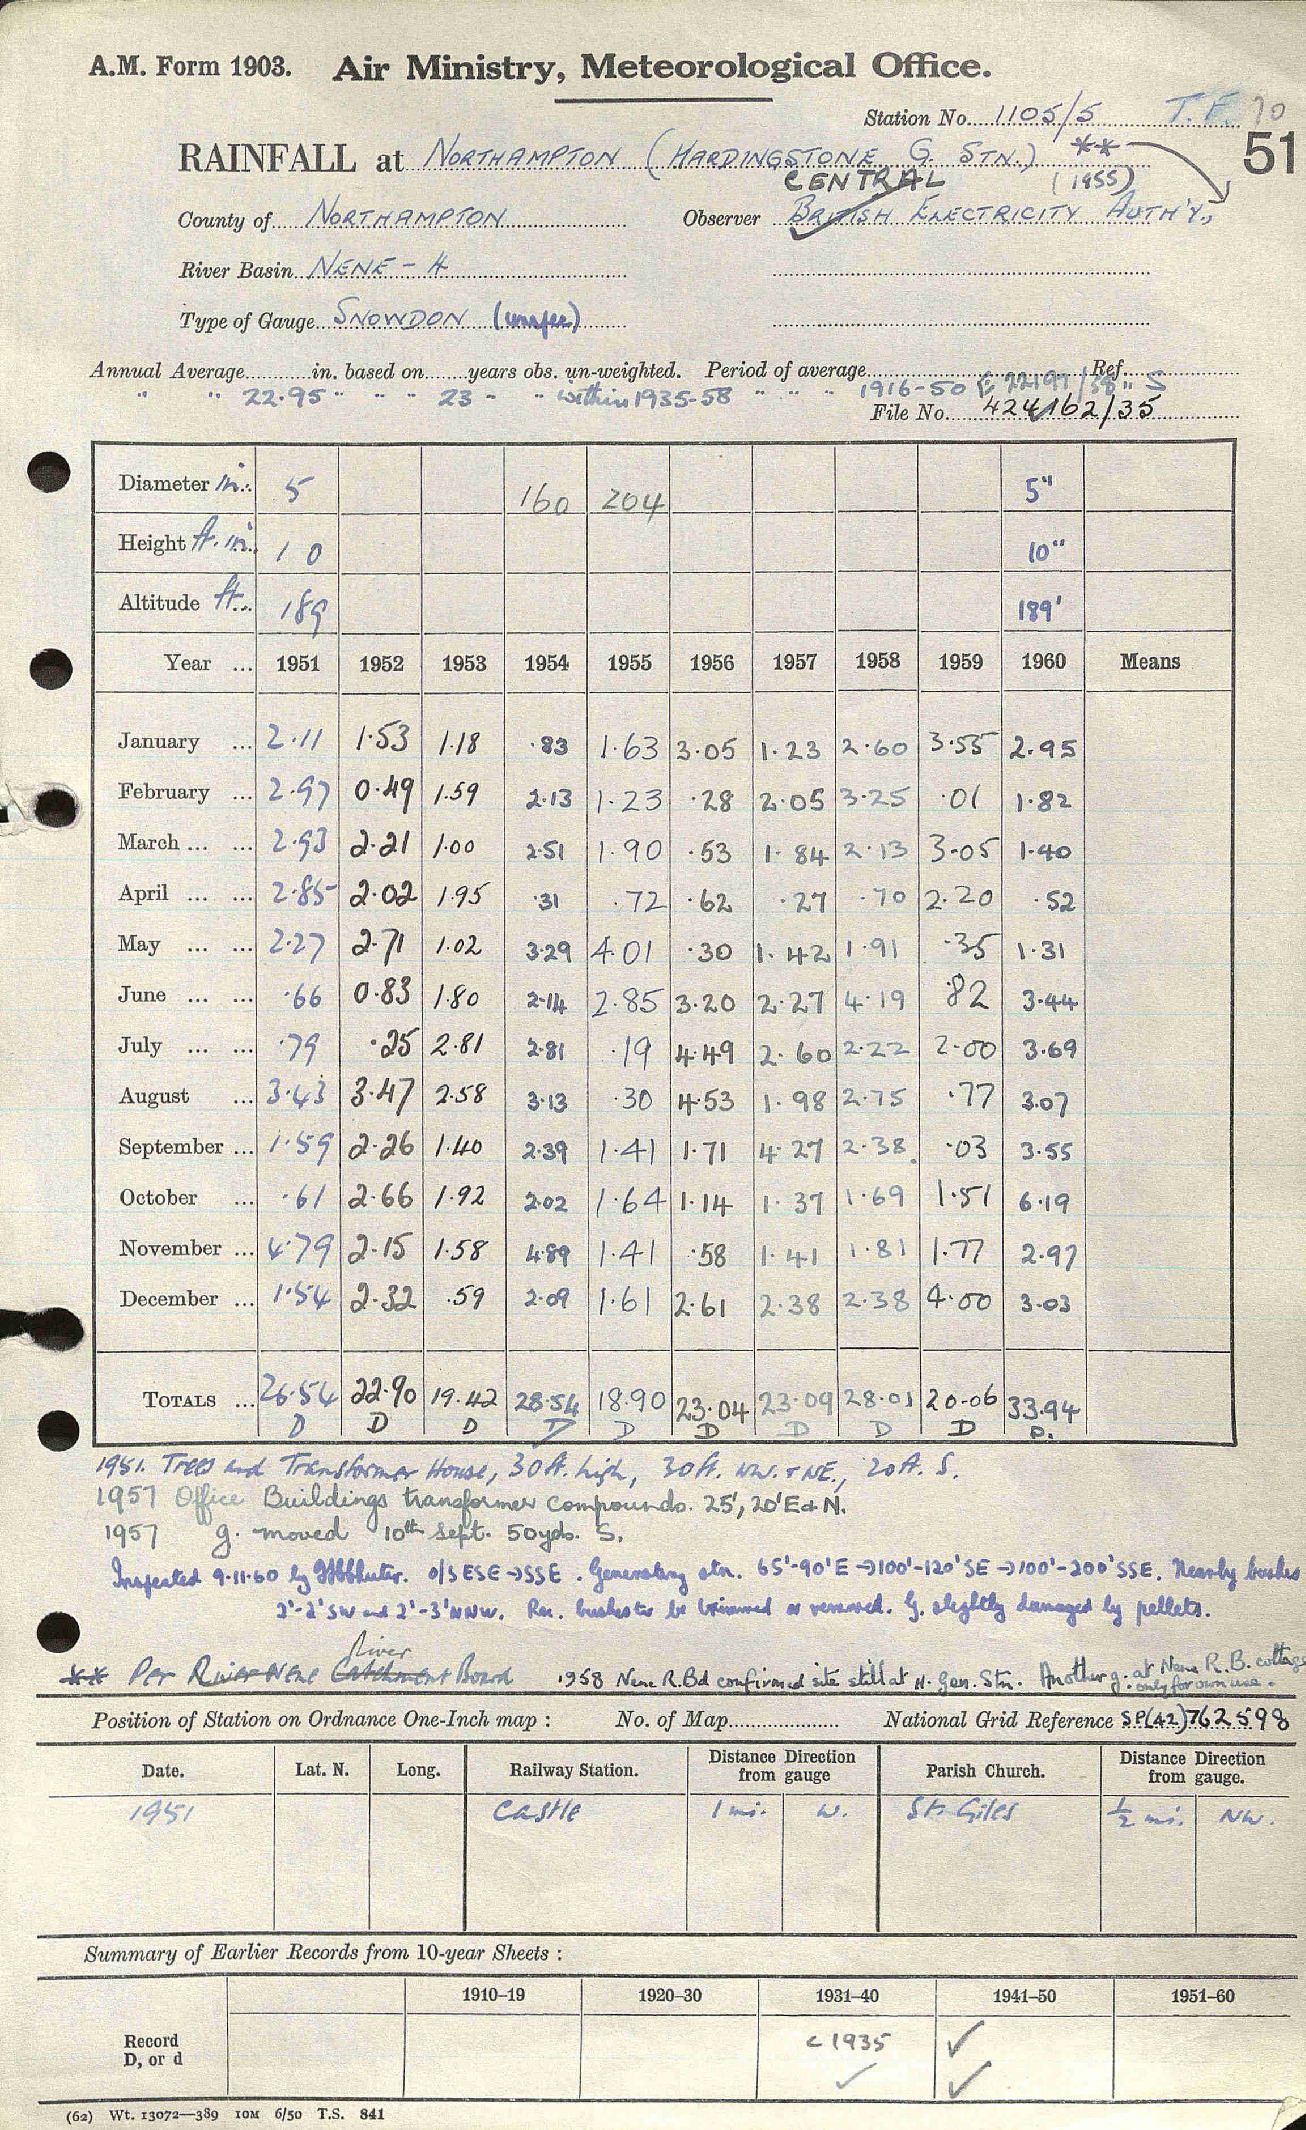 A.M. Form 1903. Air Ministry, Meteorological Office.
Station No. 1105/5 T.F. 70
RAINFALL at NORTHAMPTON (HARDINGSTONE G. STN.) ** 51
CENTRAL (1955)
County of NORTHAMPTON Observer BRITISH ELECTRICITY AUTH'Y,
River Basin NENE - 4
Type of Gauge SNOWDON
Annual Average in. based on years obs. un-weighted. Period of average Ref.
" " 22.95 " " " 23 " " within 1935-58 " " " 1916-50 E 22197/58 " S
File No. 424162/35
Diameter in. 5 160 204 5"
Height ft. in. 1 0 10"
Altitude ft. 189 189'
Year ... 1951 1952 1953 1954 1955 1956 1957 1958 1959 1960 Means
January ... 2.11 1.53 1.18 .83 1.63 3.05 1.23 2.60 3.55 2.95
February ... 2.97 0.49 1.59 2.13 1.23 .28 2.05 3.25 .01 1.82
March ... ... 2.93 2.21 1.00 2.51 1.90 .53 1.84 2.13 3.05 1.40
April ... ... 2.85 2.02 1.95 .31 .72 .62 .27 .70 2.20 .52
May ... ... 2.27 2.71 1.02 3.29 4.01 .30 1.42 1.91 .35 1.31
June ... ... .66 0.83 1.80 2.14 2.85 3.20 2.27 4.19 .82 3.44
July ... ... .79 .25 2.81 2.81 .19 4.49 2.60 2.22 2.00 3.69
August ... 3.43 3.47 2.58 3.13 .30 4.53 1.98 2.75 .77 3.07
September ... 1.59 2.26 1.40 2.39 1.41 1.71 4.27 2.38 .03 3.55
October ... .61 2.66 1.92 2.02 1.64 1.14 1.37 1.69 1.51 6.19
November ... 4.79 2.15 1.58 4.89 1.41 .58 1.41 1.81 1.77 2.97
December ... 1.54 2.32 .59 2.09 1.61 2.61 2.38 2.38 4.00 3.03
TOTALS ... 26.54 22.90 19.42 28.54 18.90 23.04 23.09 28.01 20.06 33.94
D D D D D D D D D D.
1951. Trees and Transformer House, 30ft. high, 30ft. NW. + NE., 20ft. S.
1957 Office Buildings transformer compounds. 25', 20' E & N.
1957 g. moved 10th Sept. 50yds. S.
Inspected 9.11.60 by O/S ESE → SSE. Generating stn. 65'-90' E → 100'-120' SE → 100'-200' SSE. Nearby bushes
2'-2' SW and 2'-3' NNW. Rec. bushes to be trimmed or removed. G. slightly damaged by pellets.
River
** Per River Nene Catchment Board 1958 Nene R.Bd confirmed site still at H. Gen. Stn. Another g. at Nene R.B. cottage
only for own use.
Position of Station on Ordnance One-Inch map : No. of Map National Grid Reference SP(42)762598
Date. Lat. N. Long. Railway Station. Distance Direction from gauge Parish Church. Distance Direction from gauge.
1951 Castle 1 mi. W. St. Giles ½ mi. NW.
Summary of Earlier Records from 10-year Sheets :
1910–19 1920–30 1931–40 1941–50 1951–60
Record c 1935 ✓
D, or d ✓ ✓
(62) Wt. 13072—389 10M 6/50 T.S. 841